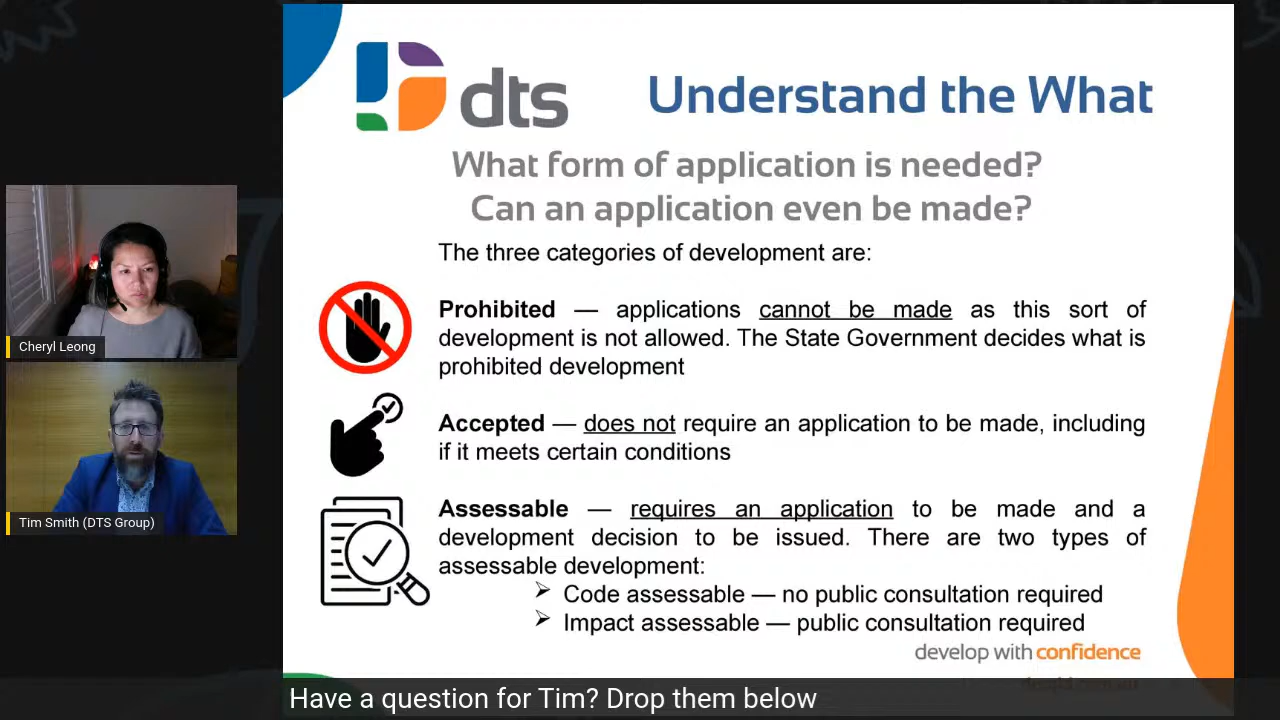 dts
Understand the What
What form of application is needed?
Can an application even be made?
The three categories of development are:
Prohibited — applications cannot be made as this sort of
development is not allowed. The State Government decides what is
prohibited development
Accepted — does not require an application to be made, including
if it meets certain conditions
Assessable — requires an application to be made and a
development decision to be issued. There are two types of
assessable development:
Code assessable — no public consultation required
Impact assessable — public consultation required
develop with confidence
Cheryl Leong
Tim Smith (DTS Group)
Have a question for Tim? Drop them below